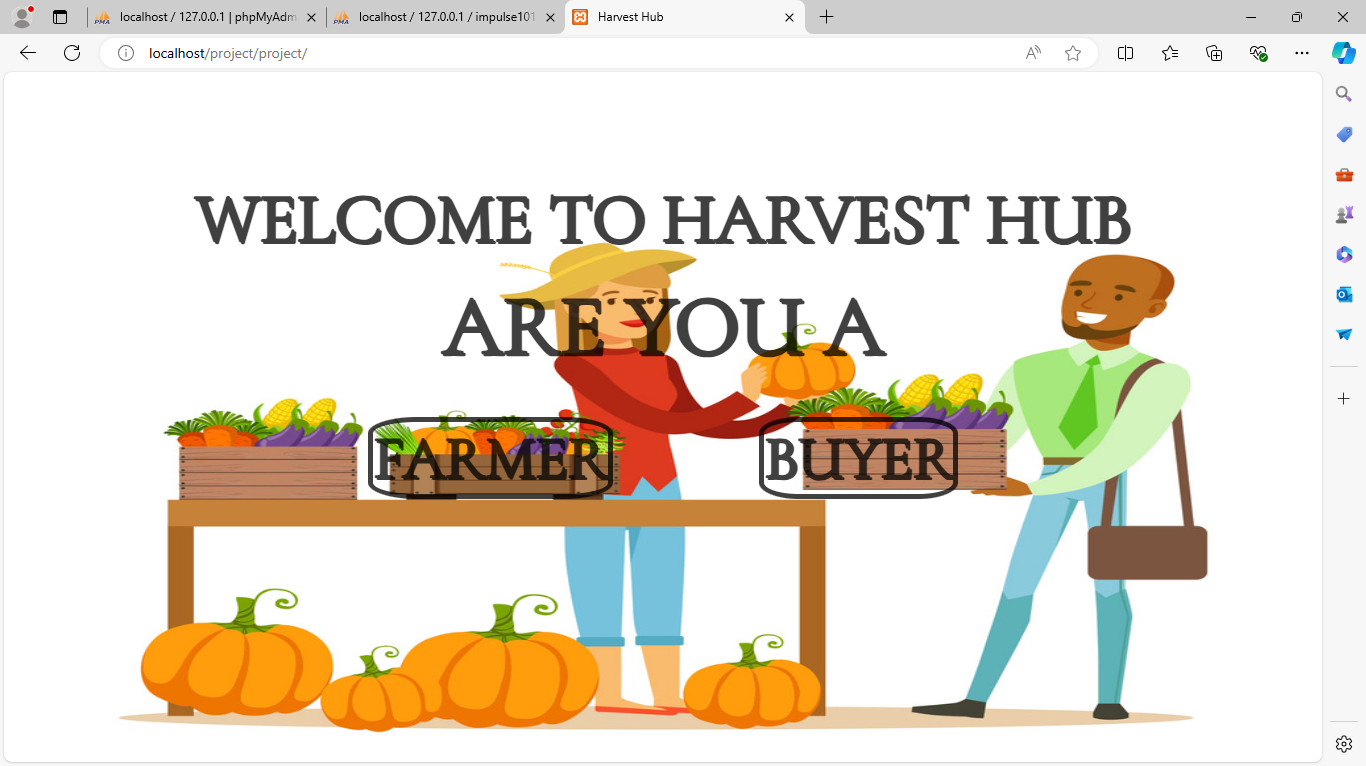 localhost / 127.0.0.1 | phpMyAdm
localhost / 127.0.0.1 / impulse101
Harvest Hub
localhost/project/project/
WELCOME TO HARVEST HUB
ARE YOU A
FARMER
BUYER